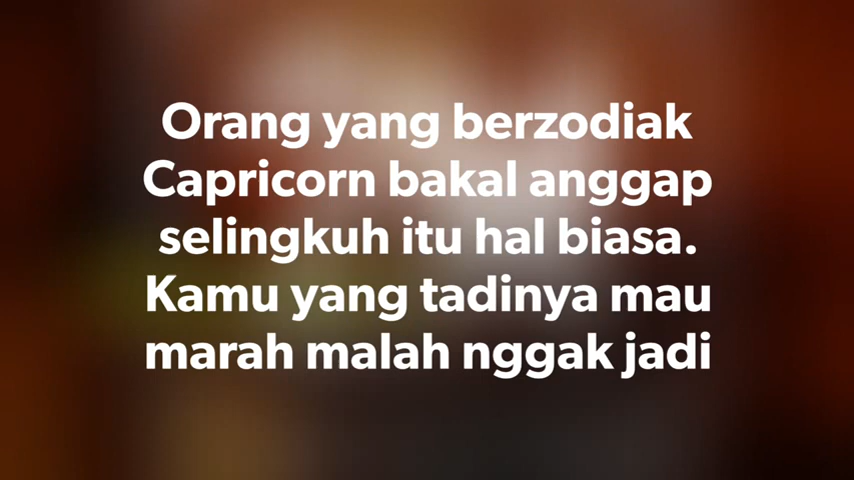 Orang yang berzodiak
Capricorn bakal anggap
selingkuh itu hal biasa.
Kamu yang tadinya mau
marah malah nggak jadi